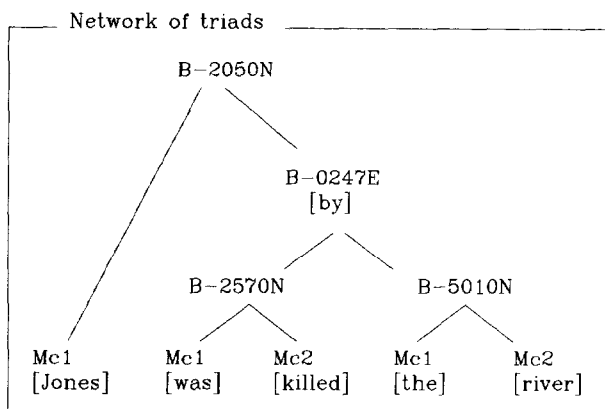 Network of triads
B-2050N
B-0247E
[by]
B-2570N B-5010N
Mc1 Mc1 Mc2 Mc1 Mc2
[Jones] [was] [killed] [the] [river]